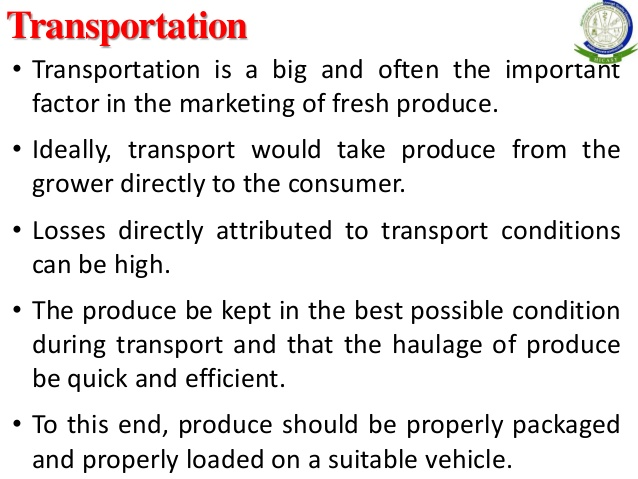 Transportation
• Transportation is a big and often the important
factor in the marketing of fresh produce.
• Ideally, transport would take produce from the
grower directly to the consumer.
• Losses directly attributed to transport conditions
can be high.
• The produce be kept in the best possible condition
during transport and that the haulage of produce
be quick and efficient.
• To this end, produce should be properly packaged
and properly loaded on a suitable vehicle.